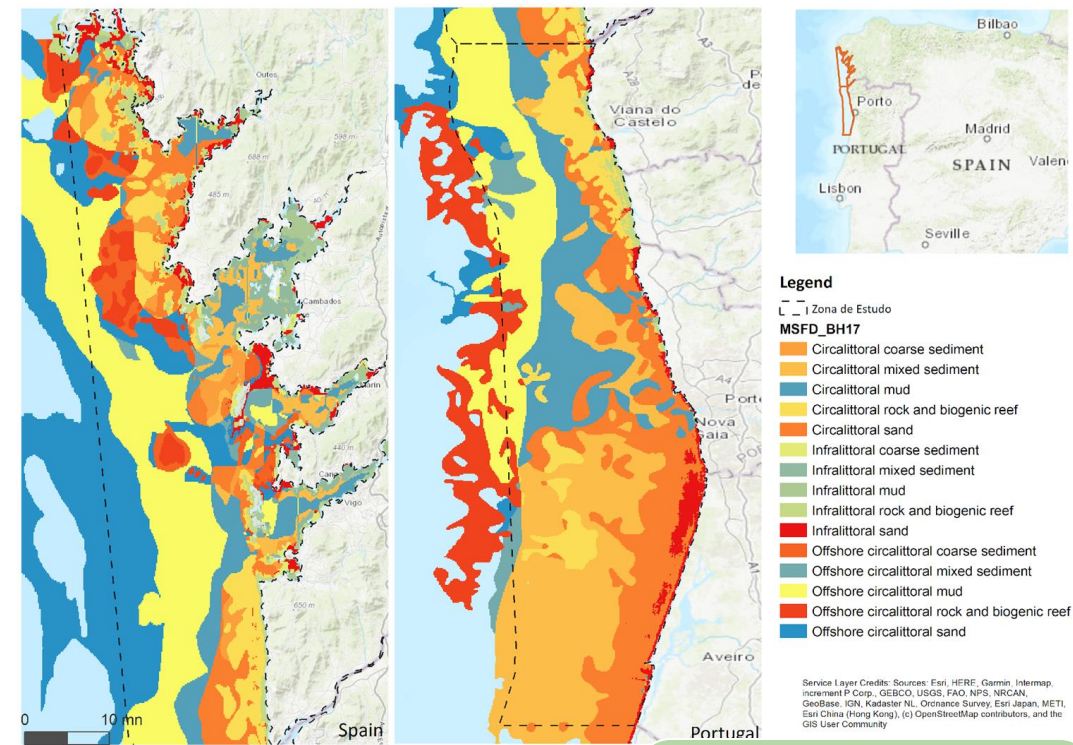 Outes
598 m
688 m
485 m
Cambados
440 m
Vigo
650 m
0 10 mn
Spain
A3
Viana do
Castelo
A4
Nova
Aveiro
Portugal
Bilbao
Porto
Madrid
PORTUGAL
SPAIN
Lisbon
Seville
Legend
Zona de Estudo
MSFD_BH17
Circalittoral coarse sediment
Circalittoral mixed sediment
Circalittoral mud
Circalittoral rock and biogenic reef
Circalittoral sand
Infralittoral coarse sediment
Infralittoral mixed sediment
Infralittoral mud
Infralittoral rock and biogenic reef
Infralittoral sand
Offshore circalittoral coarse sediment
Offshore circalittoral mixed sediment
Offshore circalittoral mud
Offshore circalittoral rock and biogenic reef
Offshore circalittoral sand
Service Layer Credits: Sources: Esri, HERE, Garmin, Intermap,
increment P Corp., GEBCO, USGS, FAO, NPS, NRCAN,
GeoBase, IGN, Kadaster NL, Ordnance Survey, Esri Japan, METI,
Esri China (Hong Kong), (c) OpenStreetMap contributors, and the
GIS User Community